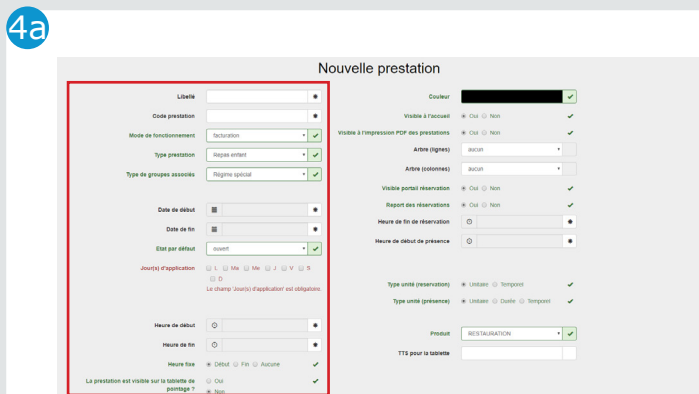 4a
Nouvelle prestation
Libellé
Code prestation
Mode de fonctionnement facturation
Type prestation Repas enfant
Type de groupes associés Régime spécial
Date de début
Date de fin
Etat par défaut ouvert
Jour(s) d'application L Ma Me J V S
D
Le champ 'Jour(s) d'application' est obligatoire.
Heure de début
Heure de fin
Heure fixe Début Fin Aucune
La prestation est visible sur la tablette de
pointage ? Oui
Non
Couleur
Visible à l'accueil Oui Non
Visible à l'impression PDF des prestations Oui Non
Arbre (lignes) aucun
Arbre (colonnes) aucun
Visible portail réservation Oui Non
Report des réservations Oui Non
Heure de fin de réservation
Heure de début de présence
Type unité (réservation) Unitaire Temporel
Type unité (présence) Unitaire Durée Temporel
Produit RESTAURATION
TTS pour la tablette